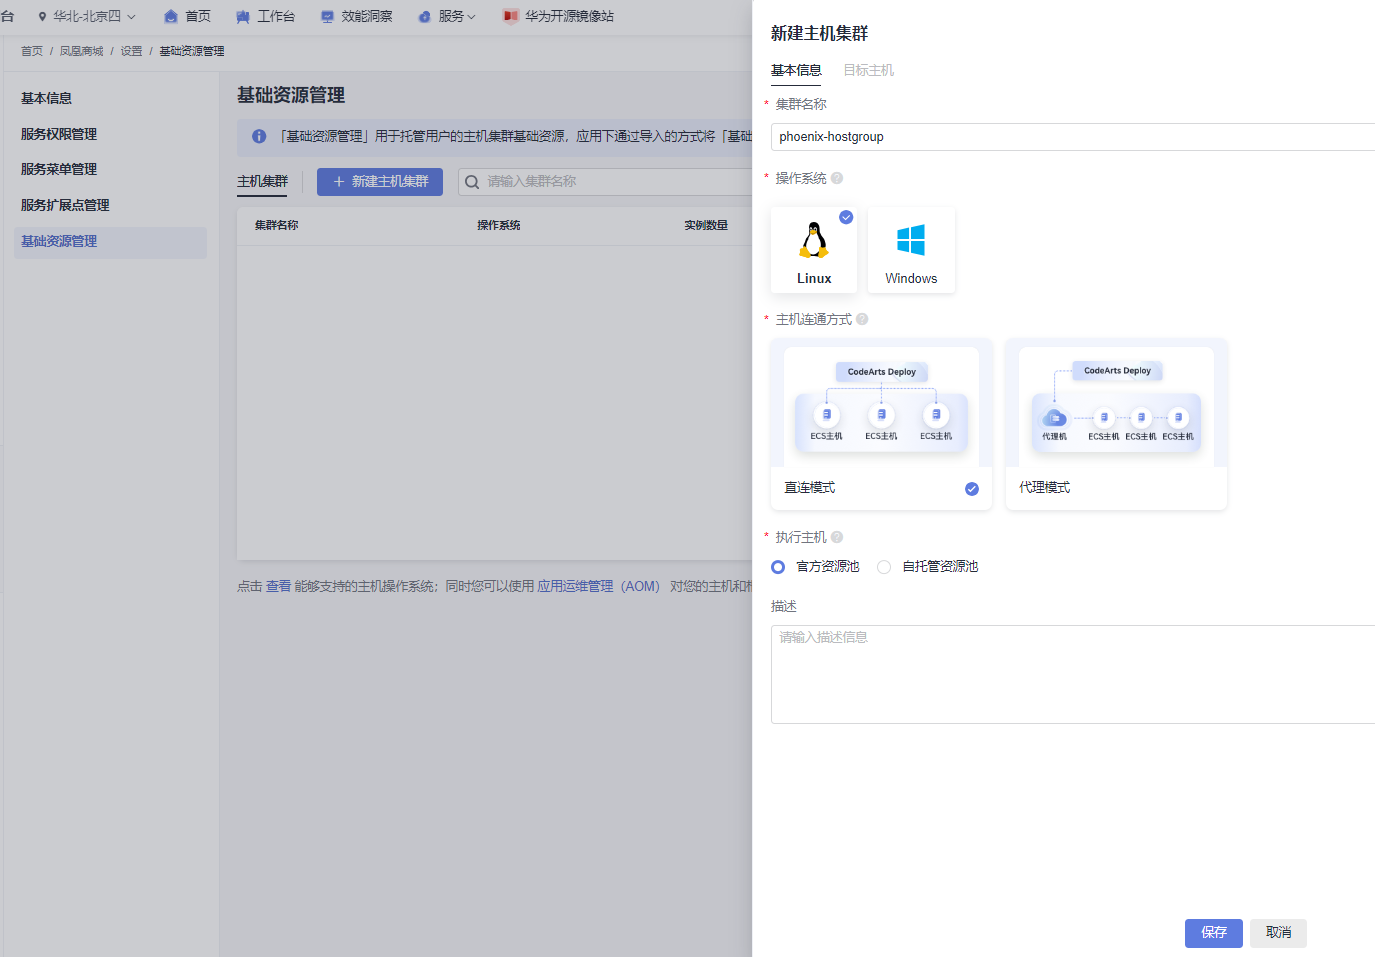 台 华北-北京四 首页 工作台 效能洞察 服务 华为开源镜像站
首页 / 凤凰商城 / 设置 / 基础资源管理
基本信息
服务权限管理
服务菜单管理
服务扩展点管理
基础资源管理
基础资源管理
「基础资源管理」用于托管用户的主机集群基础资源，应用下通过导入的方式将「基础
主机集群 + 新建主机集群 请输入集群名称
集群名称 操作系统 实例数量
点击 查看 能够支持的主机操作系统；同时您可以使用 应用运维管理（AOM） 对您的主机和
新建主机集群
基本信息 目标主机
* 集群名称
phoenix-hostgroup
* 操作系统 ?
Linux Windows
* 主机连通方式 ?
CodeArts Deploy
ECS主机 ECS主机 ECS主机
直连模式
CodeArts Deploy
代理机 ECS主机 ECS主机 ECS主机
代理模式
* 执行主机 ?
官方资源池 自托管资源池
描述
请输入描述信息
保存 取消